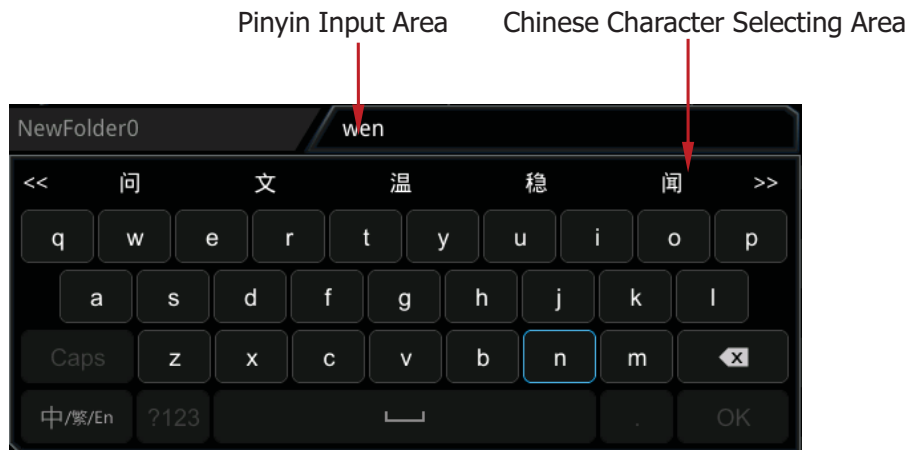 Pinyin Input Area Chinese Character Selecting Area
NewFolder0 wen
<< 问 文 温 稳 闻 >>
q w e r t y u i o p
a s d f g h j k l
Caps z x c v b n m x
中/繁/En ?123 . OK